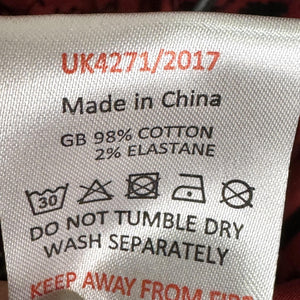 UK4271/2017
Made in China
GB 98% COTTON
2% ELASTANE
30
DO NOT TUMBLE DRY
WASH SEPARATELY
KEEP AWAY FROM FIRE